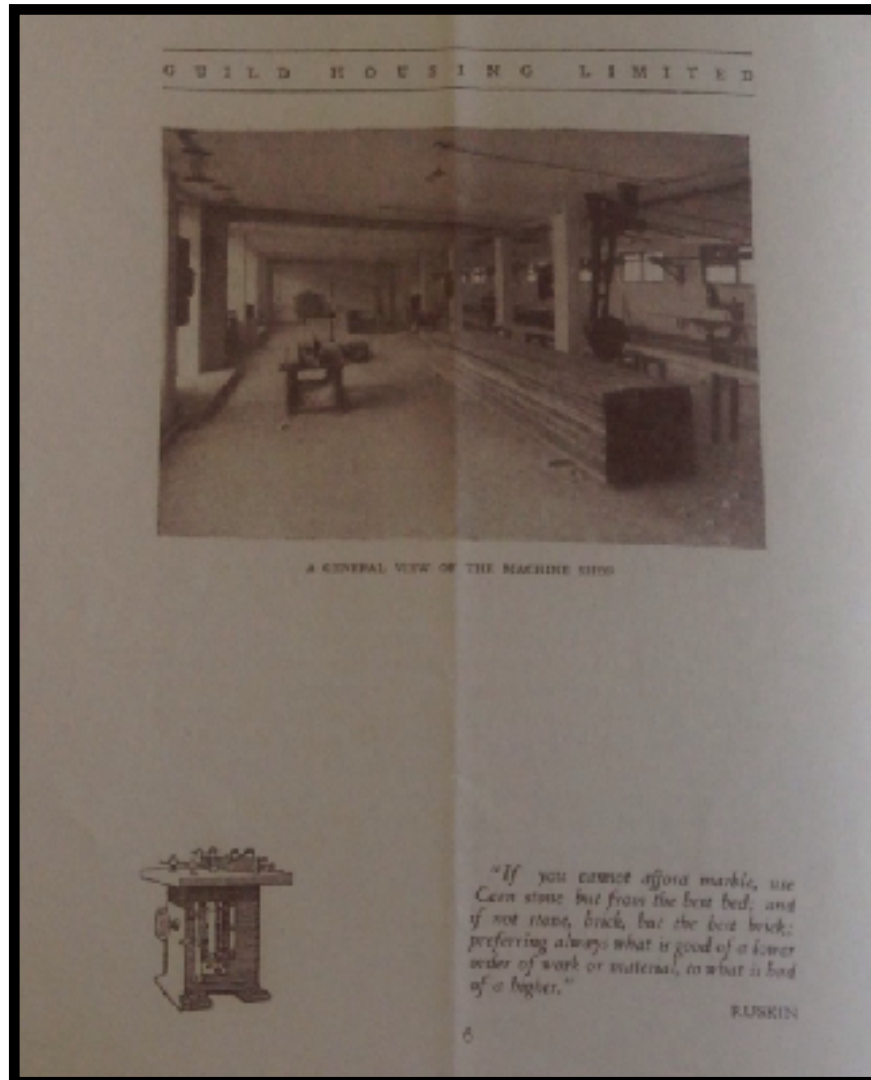 GUILD HOUSING LIMITED
A GENERAL VIEW OF THE MACHINE SHOP
"If you cannot afford marble, use
Caen stone but from the best bed; and
if not stone, brick, but the best brick;
preferring always what is good of a lower
order of work or material, to what is bad
of a higher."
RUSKIN